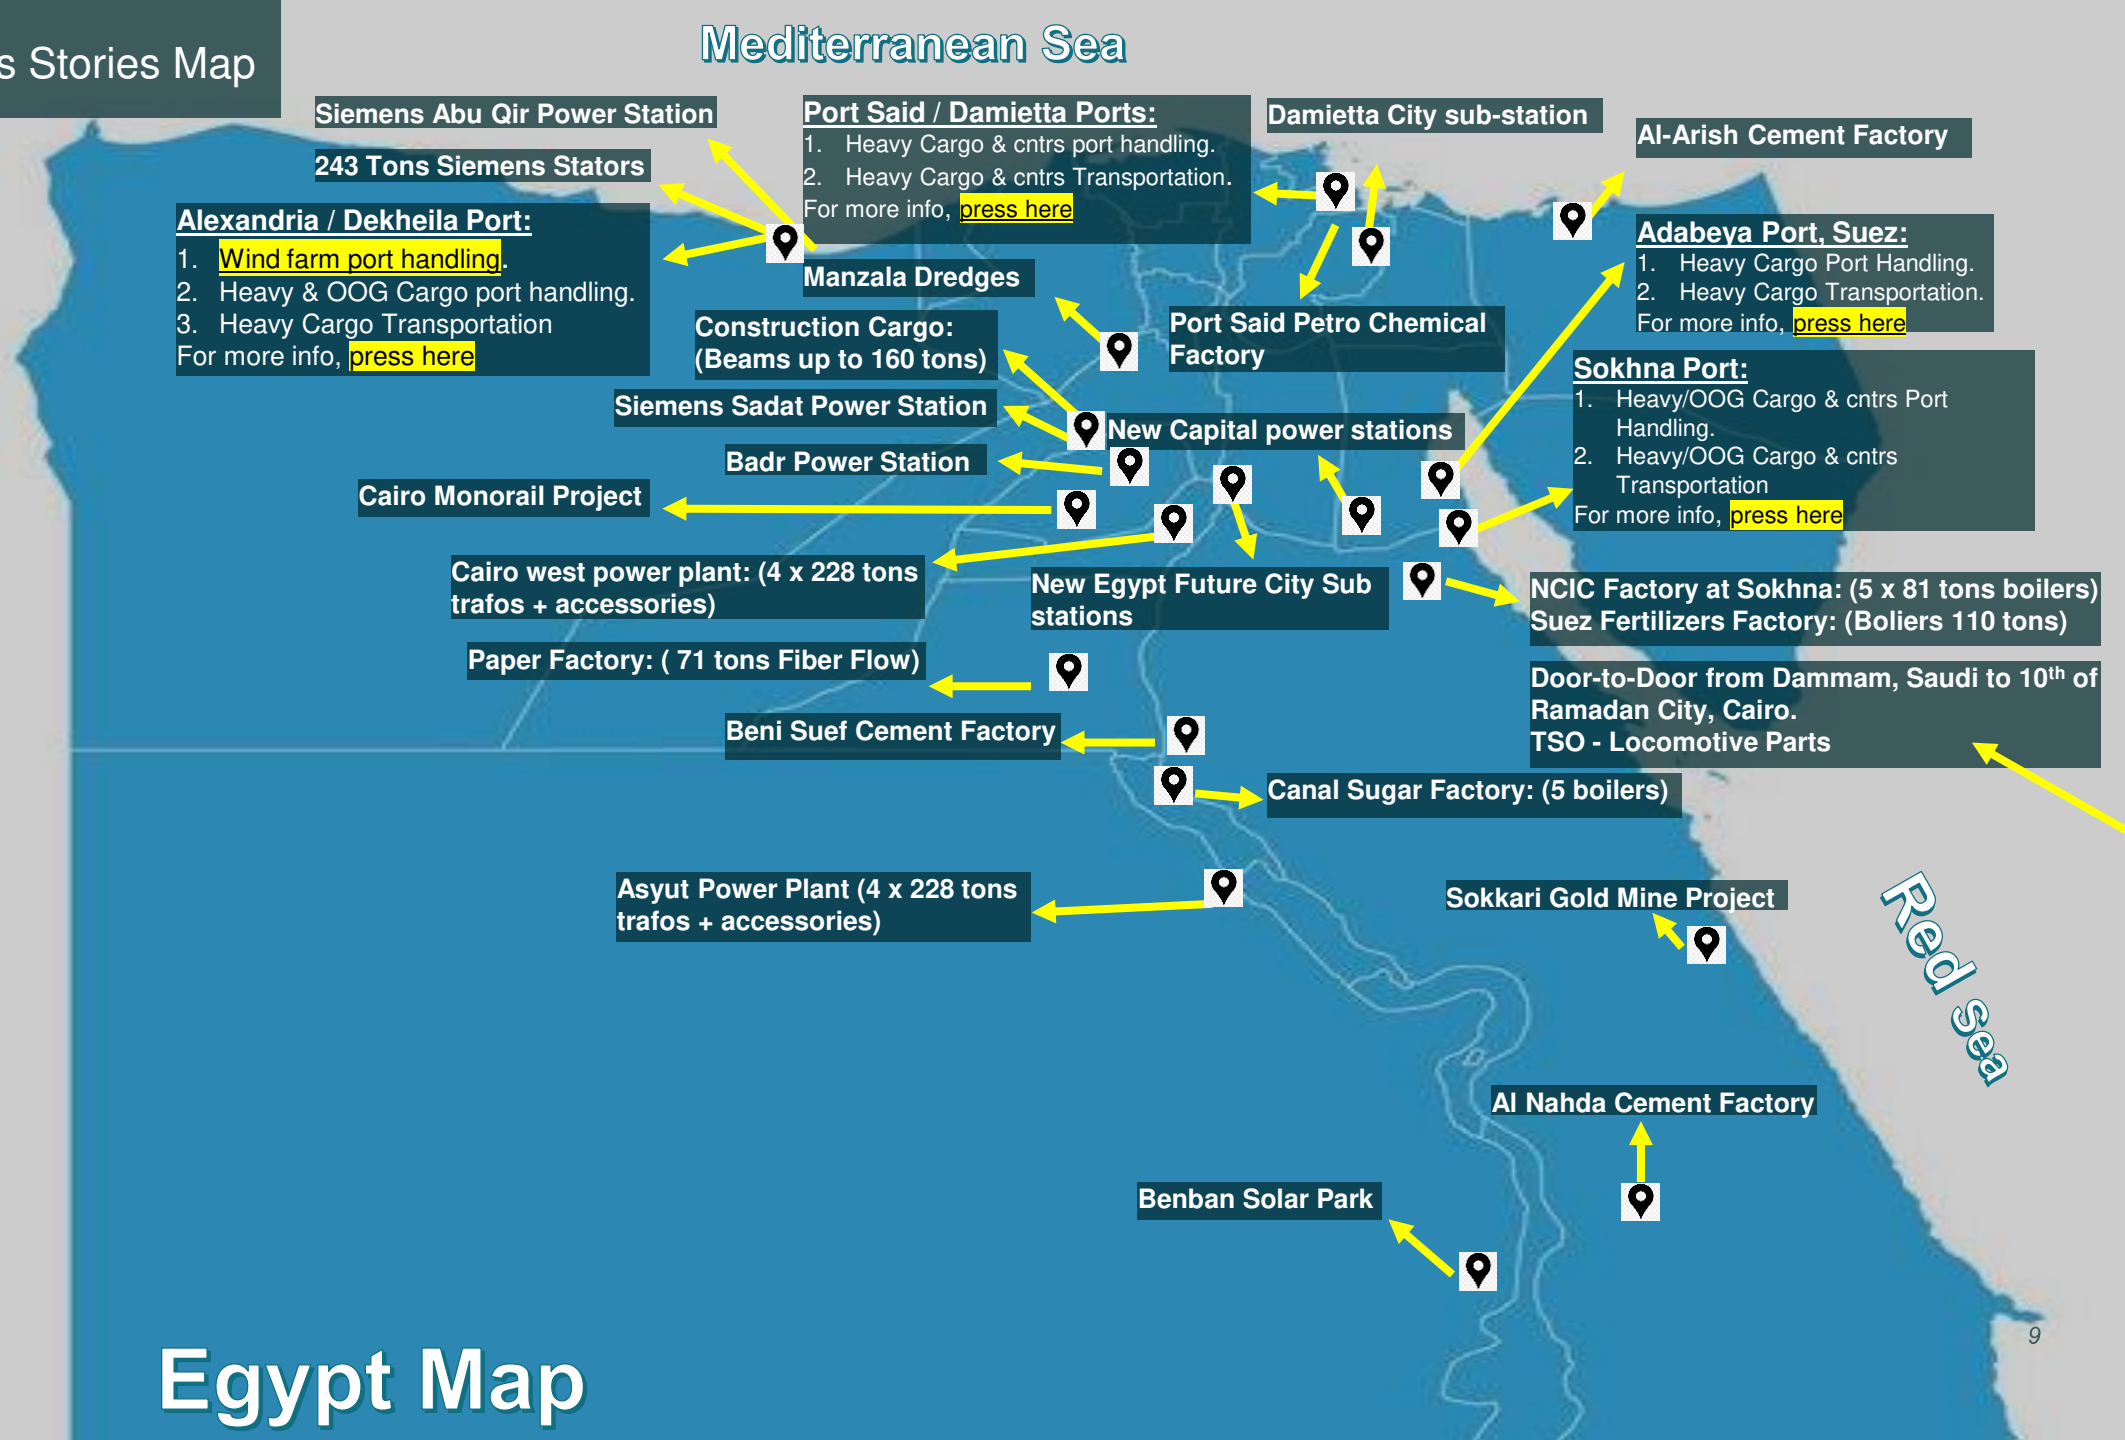 s Stories Map
Mediterranean Sea
Siemens Abu Qir Power Station
243 Tons Siemens Stators
Alexandria / Dekheila Port:
1. Wind farm port handling.
2. Heavy & OOG Cargo port handling.
3. Heavy Cargo Transportation
For more info, press here
Port Said / Damietta Ports:
1. Heavy Cargo & cntrs port handling.
2. Heavy Cargo & cntrs Transportation.
For more info, press here
Damietta City sub-station
Al-Arish Cement Factory
Manzala Dredges
Construction Cargo:
(Beams up to 160 tons)
Port Said Petro Chemical
Factory
Adabeya Port, Suez:
1. Heavy Cargo Port Handling.
2. Heavy Cargo Transportation.
For more info, press here
Sokhna Port:
1. Heavy/OOG Cargo & cntrs Port
Handling.
2. Heavy/OOG Cargo & cntrs
Transportation
For more info, press here
Siemens Sadat Power Station
New Capital power stations
Badr Power Station
Cairo Monorail Project
Cairo west power plant: (4 x 228 tons
trafos + accessories)
New Egypt Future City Sub
stations
NCIC Factory at Sokhna: (5 x 81 tons boilers)
Suez Fertilizers Factory: (Boliers 110 tons)
Paper Factory: ( 71 tons Fiber Flow)
Door-to-Door from Dammam, Saudi to 10th of
Ramadan City, Cairo.
TSO - Locomotive Parts
Beni Suef Cement Factory
Canal Sugar Factory: (5 boilers)
Asyut Power Plant (4 x 228 tons
trafos + accessories)
Sokkari Gold Mine Project
Red Sea
Al Nahda Cement Factory
Benban Solar Park
Egypt Map
9